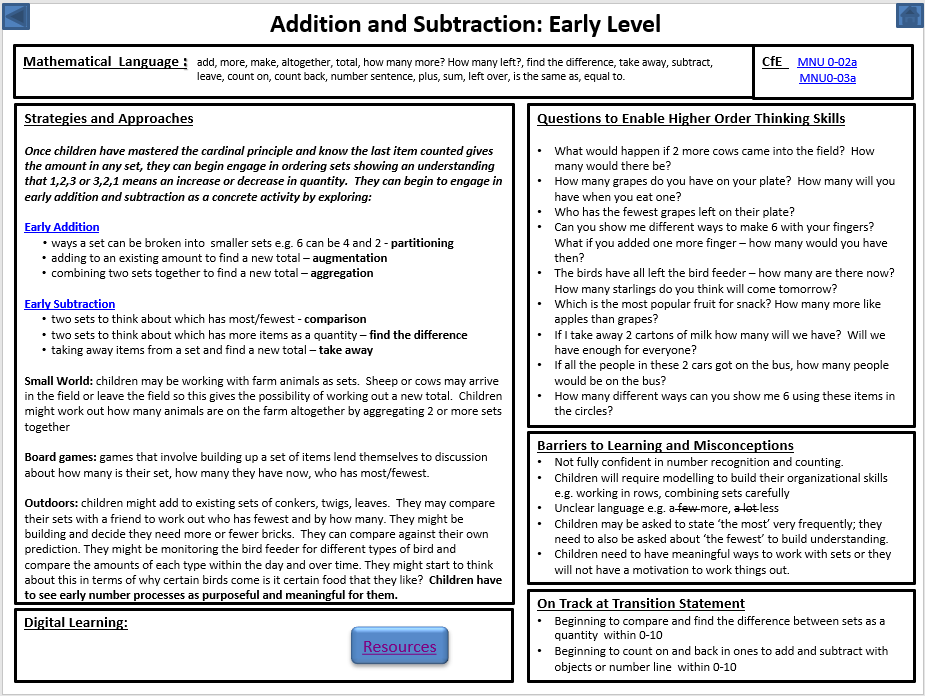 Addition and Subtraction: Early Level
Mathematical Language : add, more, make, altogether, total, how many more? How many left?, find the difference, take away, subtract,
leave, count on, count back, number sentence, plus, sum, left over, is the same as, equal to.
CfE MNU 0-02a
MNU0-03a
Strategies and Approaches
Once children have mastered the cardinal principle and know the last item counted gives
the amount in any set, they can begin engage in ordering sets showing an understanding
that 1,2,3 or 3,2,1 means an increase or decrease in quantity. They can begin to engage in
early addition and subtraction as a concrete activity by exploring:
Early Addition
• ways a set can be broken into smaller sets e.g. 6 can be 4 and 2 - partitioning
• adding to an existing amount to find a new total – augmentation
• combining two sets together to find a new total – aggregation
Early Subtraction
• two sets to think about which has most/fewest - comparison
• two sets to think about which has more items as a quantity – find the difference
• taking away items from a set and find a new total – take away
Small World: children may be working with farm animals as sets. Sheep or cows may arrive
in the field or leave the field so this gives the possibility of working out a new total. Children
might work out how many animals are on the farm altogether by aggregating 2 or more sets
together
Board games: games that involve building up a set of items lend themselves to discussion
about how many is their set, how many they have now, who has most/fewest.
Outdoors: children might add to existing sets of conkers, twigs, leaves. They may compare
their sets with a friend to work out who has fewest and by how many. They might be
building and decide they need more or fewer bricks. They can compare against their own
prediction. They might be monitoring the bird feeder for different types of bird and
compare the amounts of each type within the day and over time. They might start to think
about this in terms of why certain birds come is it certain food that they like? Children have
to see early number processes as purposeful and meaningful for them.
Digital Learning:
Resources
Questions to Enable Higher Order Thinking Skills
• What would happen if 2 more cows came into the field? How
many would there be?
• How many grapes do you have on your plate? How many will you
have when you eat one?
• Who has the fewest grapes left on their plate?
• Can you show me different ways to make 6 with your fingers?
What if you added one more finger – how many would you have
then?
• The birds have all left the bird feeder – how many are there now?
How many starlings do you think will come tomorrow?
• Which is the most popular fruit for snack? How many more like
apples than grapes?
• If I take away 2 cartons of milk how many will we have? Will we
have enough for everyone?
• If all the people in these 2 cars got on the bus, how many people
would be on the bus?
• How many different ways can you show me 6 using these items in
the circles?
Barriers to Learning and Misconceptions
• Not fully confident in number recognition and counting.
• Children will require modelling to build their organizational skills
e.g. working in rows, combining sets carefully
• Unclear language e.g. a few more, a lot less
• Children may be asked to state ‘the most’ very frequently; they
need to also be asked about ‘the fewest’ to build understanding.
• Children need to have meaningful ways to work with sets or they
will not have a motivation to work things out.
On Track at Transition Statement
• Beginning to compare and find the difference between sets as a
quantity within 0-10
• Beginning to count on and back in ones to add and subtract with
objects or number line within 0-10